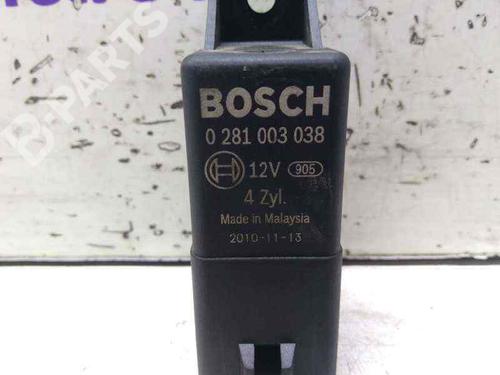 B-PARTS
BOSCH
0 281 003 038
12V 905
4 Zyl.
Made in Malaysia
2010-11-13